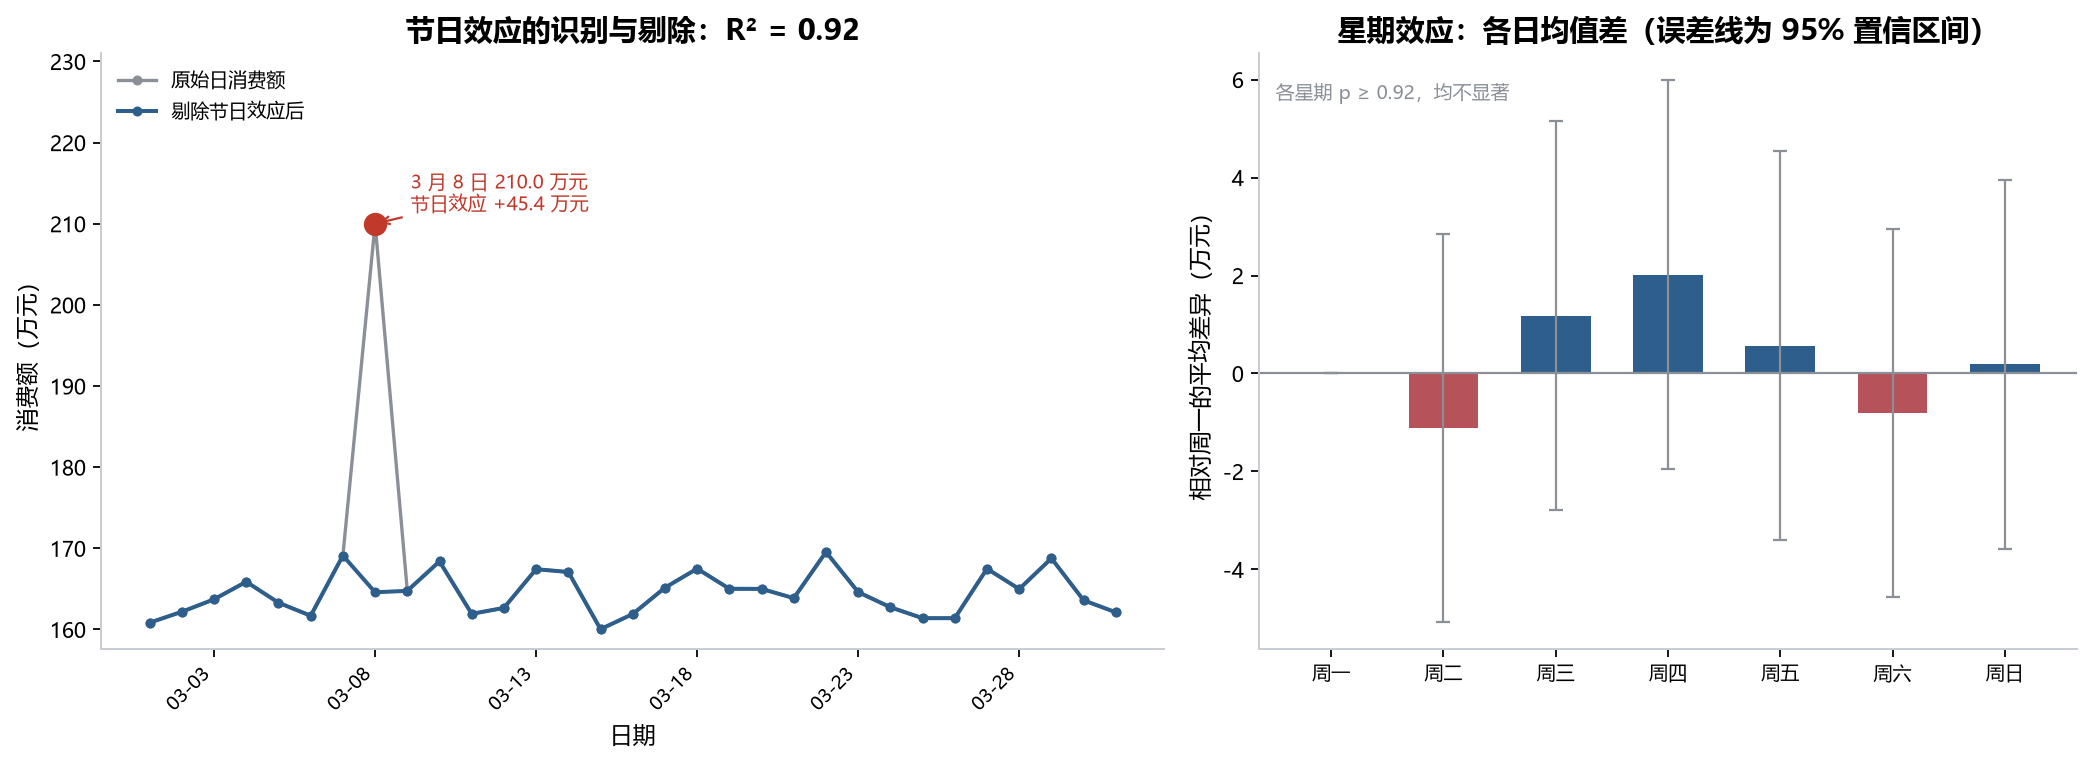 节日效应的识别与剔除：R² = 0.92
原始日消费额
剔除节日效应后
3 月 8 日 210.0 万元
节日效应 +45.4 万元
消费额（万元）
230
220
210
200
190
180
170
160
03-03
03-08
03-13
03-18
03-23
03-28
日期
星期效应：各日均值差（误差线为 95% 置信区间）
各星期 p ≥ 0.92，均不显著
相对周一的平均差异（万元）
6
4
2
0
-2
-4
周一
周二
周三
周四
周五
周六
周日